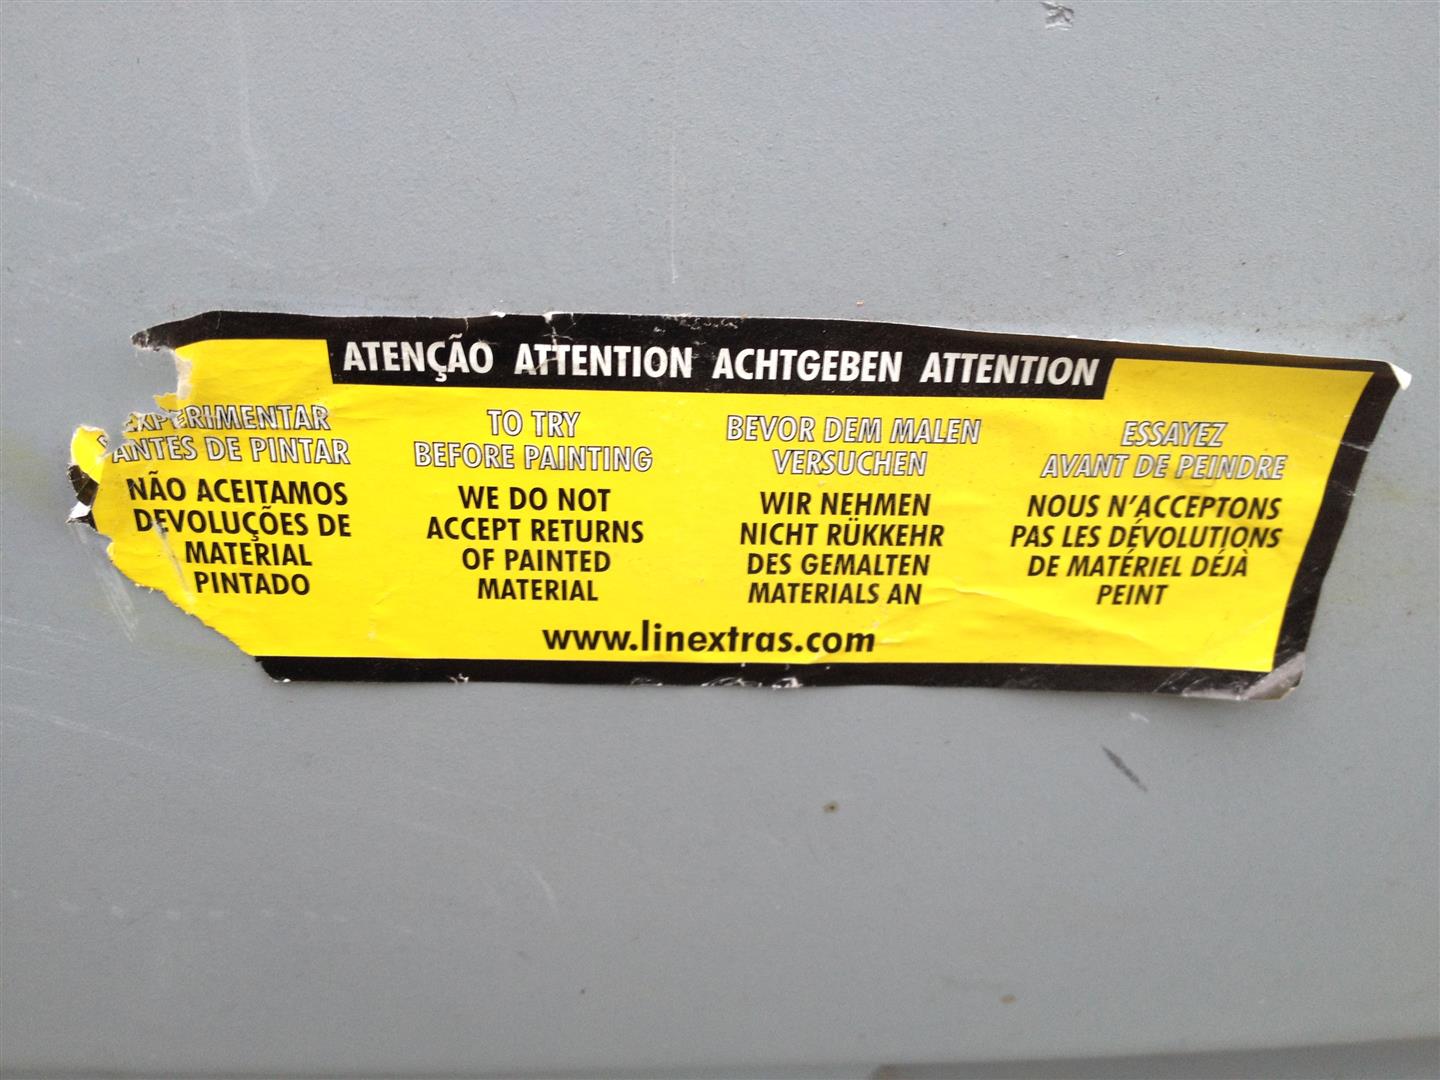 ATENÇÃO ATTENTION ACHTGEBEN ATTENTION
EXPERIMENTAR
ANTES DE PINTAR
NÃO ACEITAMOS
DEVOLUÇÕES DE
MATERIAL
PINTADO
TO TRY
BEFORE PAINTING
WE DO NOT
ACCEPT RETURNS
OF PAINTED
MATERIAL
BEVOR DEM MALEN
VERSUCHEN
WIR NEHMEN
NICHT RÜKKEHR
DES GEMALTEN
MATERIALS AN
ESSAYEZ
AVANT DE PEINDRE
NOUS N'ACCEPTONS
PAS LES DÉVOLUTIONS
DE MATÉRIEL DÉJÀ
PEINT
www.linextras.com